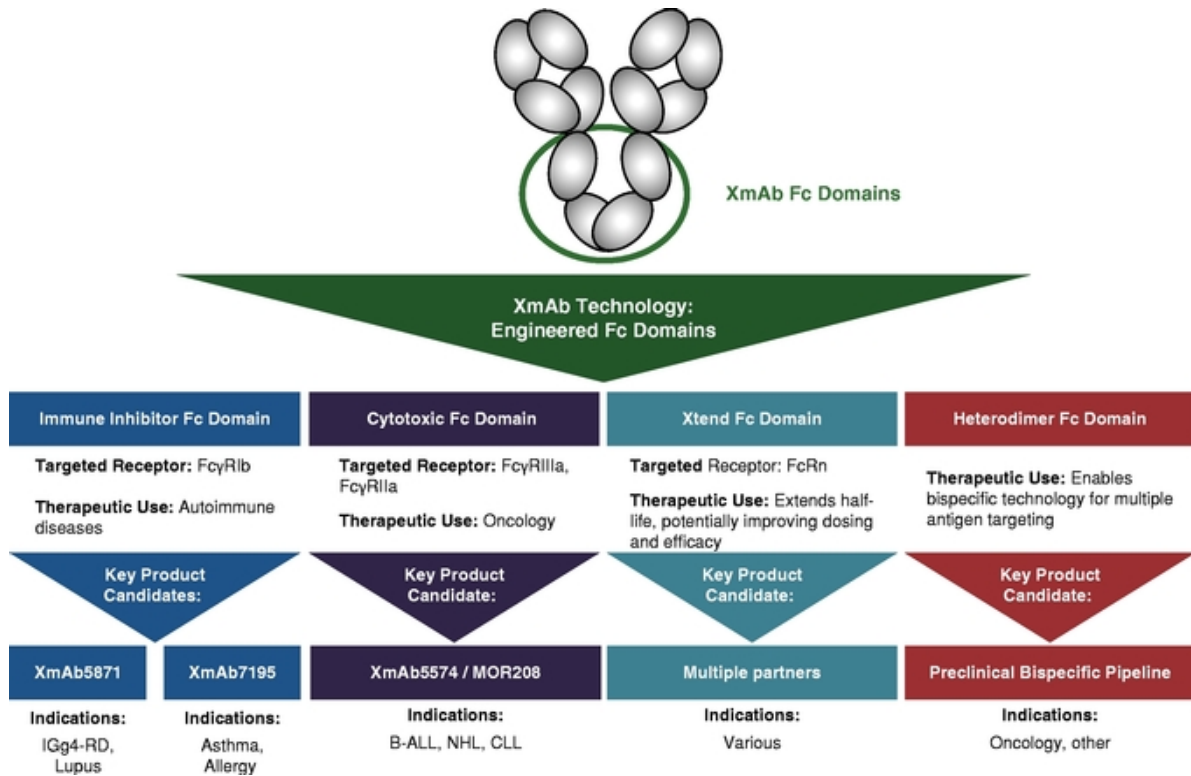 XmAb Fc Domains
XmAb Technology:
Engineered Fc Domains
Immune Inhibitor Fc Domain
Targeted Receptor: FcγRIb
Therapeutic Use: Autoimmune
diseases
Key Product
Candidates:
XmAb5871
Indications:
IGg4-RD,
Lupus
XmAb7195
Indications:
Asthma,
Allergy
Cytotoxic Fc Domain
Targeted Receptor: FcγRIIIa,
FcγRIIa
Therapeutic Use: Oncology
Key Product
Candidate:
XmAb5574 / MOR208
Indications:
B-ALL, NHL, CLL
Xtend Fc Domain
Targeted Receptor: FcRn
Therapeutic Use: Extends half-
life, potentially improving dosing
and efficacy
Key Product
Candidate:
Multiple partners
Indications:
Various
Heterodimer Fc Domain
Therapeutic Use: Enables
bispecific technology for multiple
antigen targeting
Key Product
Candidate:
Preclinical Bispecific Pipeline
Indications:
Oncology, other